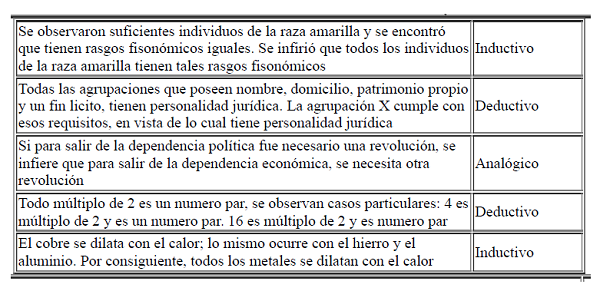 Se observaron suficientes individuos de la raza amarilla y se encontró
que tienen rasgos fisonómicos iguales. Se infirió que todos los individuos
de la raza amarilla tienen tales rasgos fisonómicos
Inductivo
Todas las agrupaciones que poseen nombre, domicilio, patrimonio propio
y un fin licito, tienen personalidad jurídica. La agrupación X cumple con
esos requisitos, en vista de lo cual tiene personalidad jurídica
Deductivo
Si para salir de la dependencia política fue necesario una revolución, se
infiere que para salir de la dependencia económica, se necesita otra
revolución
Analógico
Todo múltiplo de 2 es un numero par, se observan casos particulares: 4 es
múltiplo de 2 y es un numero par. 16 es múltiplo de 2 y es numero par
Deductivo
El cobre se dilata con el calor; lo mismo ocurre con el hierro y el
aluminio. Por consiguiente, todos los metales se dilatan con el calor
Inductivo